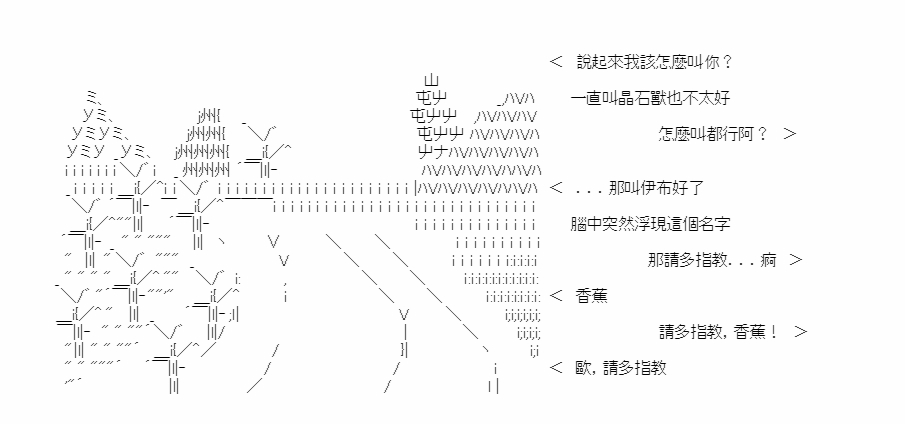 ＜　說起來我該怎麼叫你？
一直叫晶石獸也不太好
怎麼叫都行阿？　＞
＜　．．．那叫伊布好了
腦中突然浮現這個名字
那請多指教．．．痾　＞
＜　香蕉
請多指教，香蕉！　＞
＜　歐，請多指教